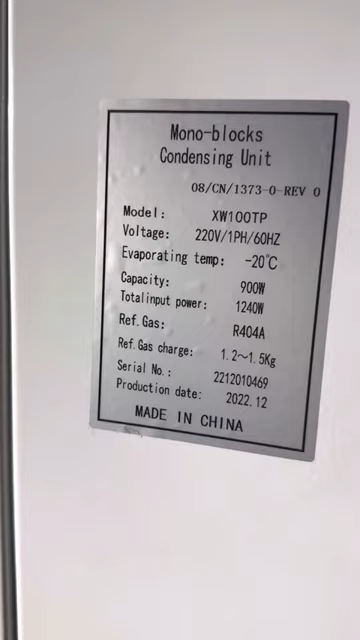 Mono-blocks
Condensing Unit
08/CN/1373-0-REV 0
Model: XW100TP
Voltage: 220V/1PH/60HZ
Evaporating temp: -20℃
Capacity: 900W
Totalinput power: 1240W
Ref.Gas: R404A
Ref.Gas charge: 1.2～1.5Kg
Serial No.: 2212010469
Production date: 2022.12
MADE IN CHINA